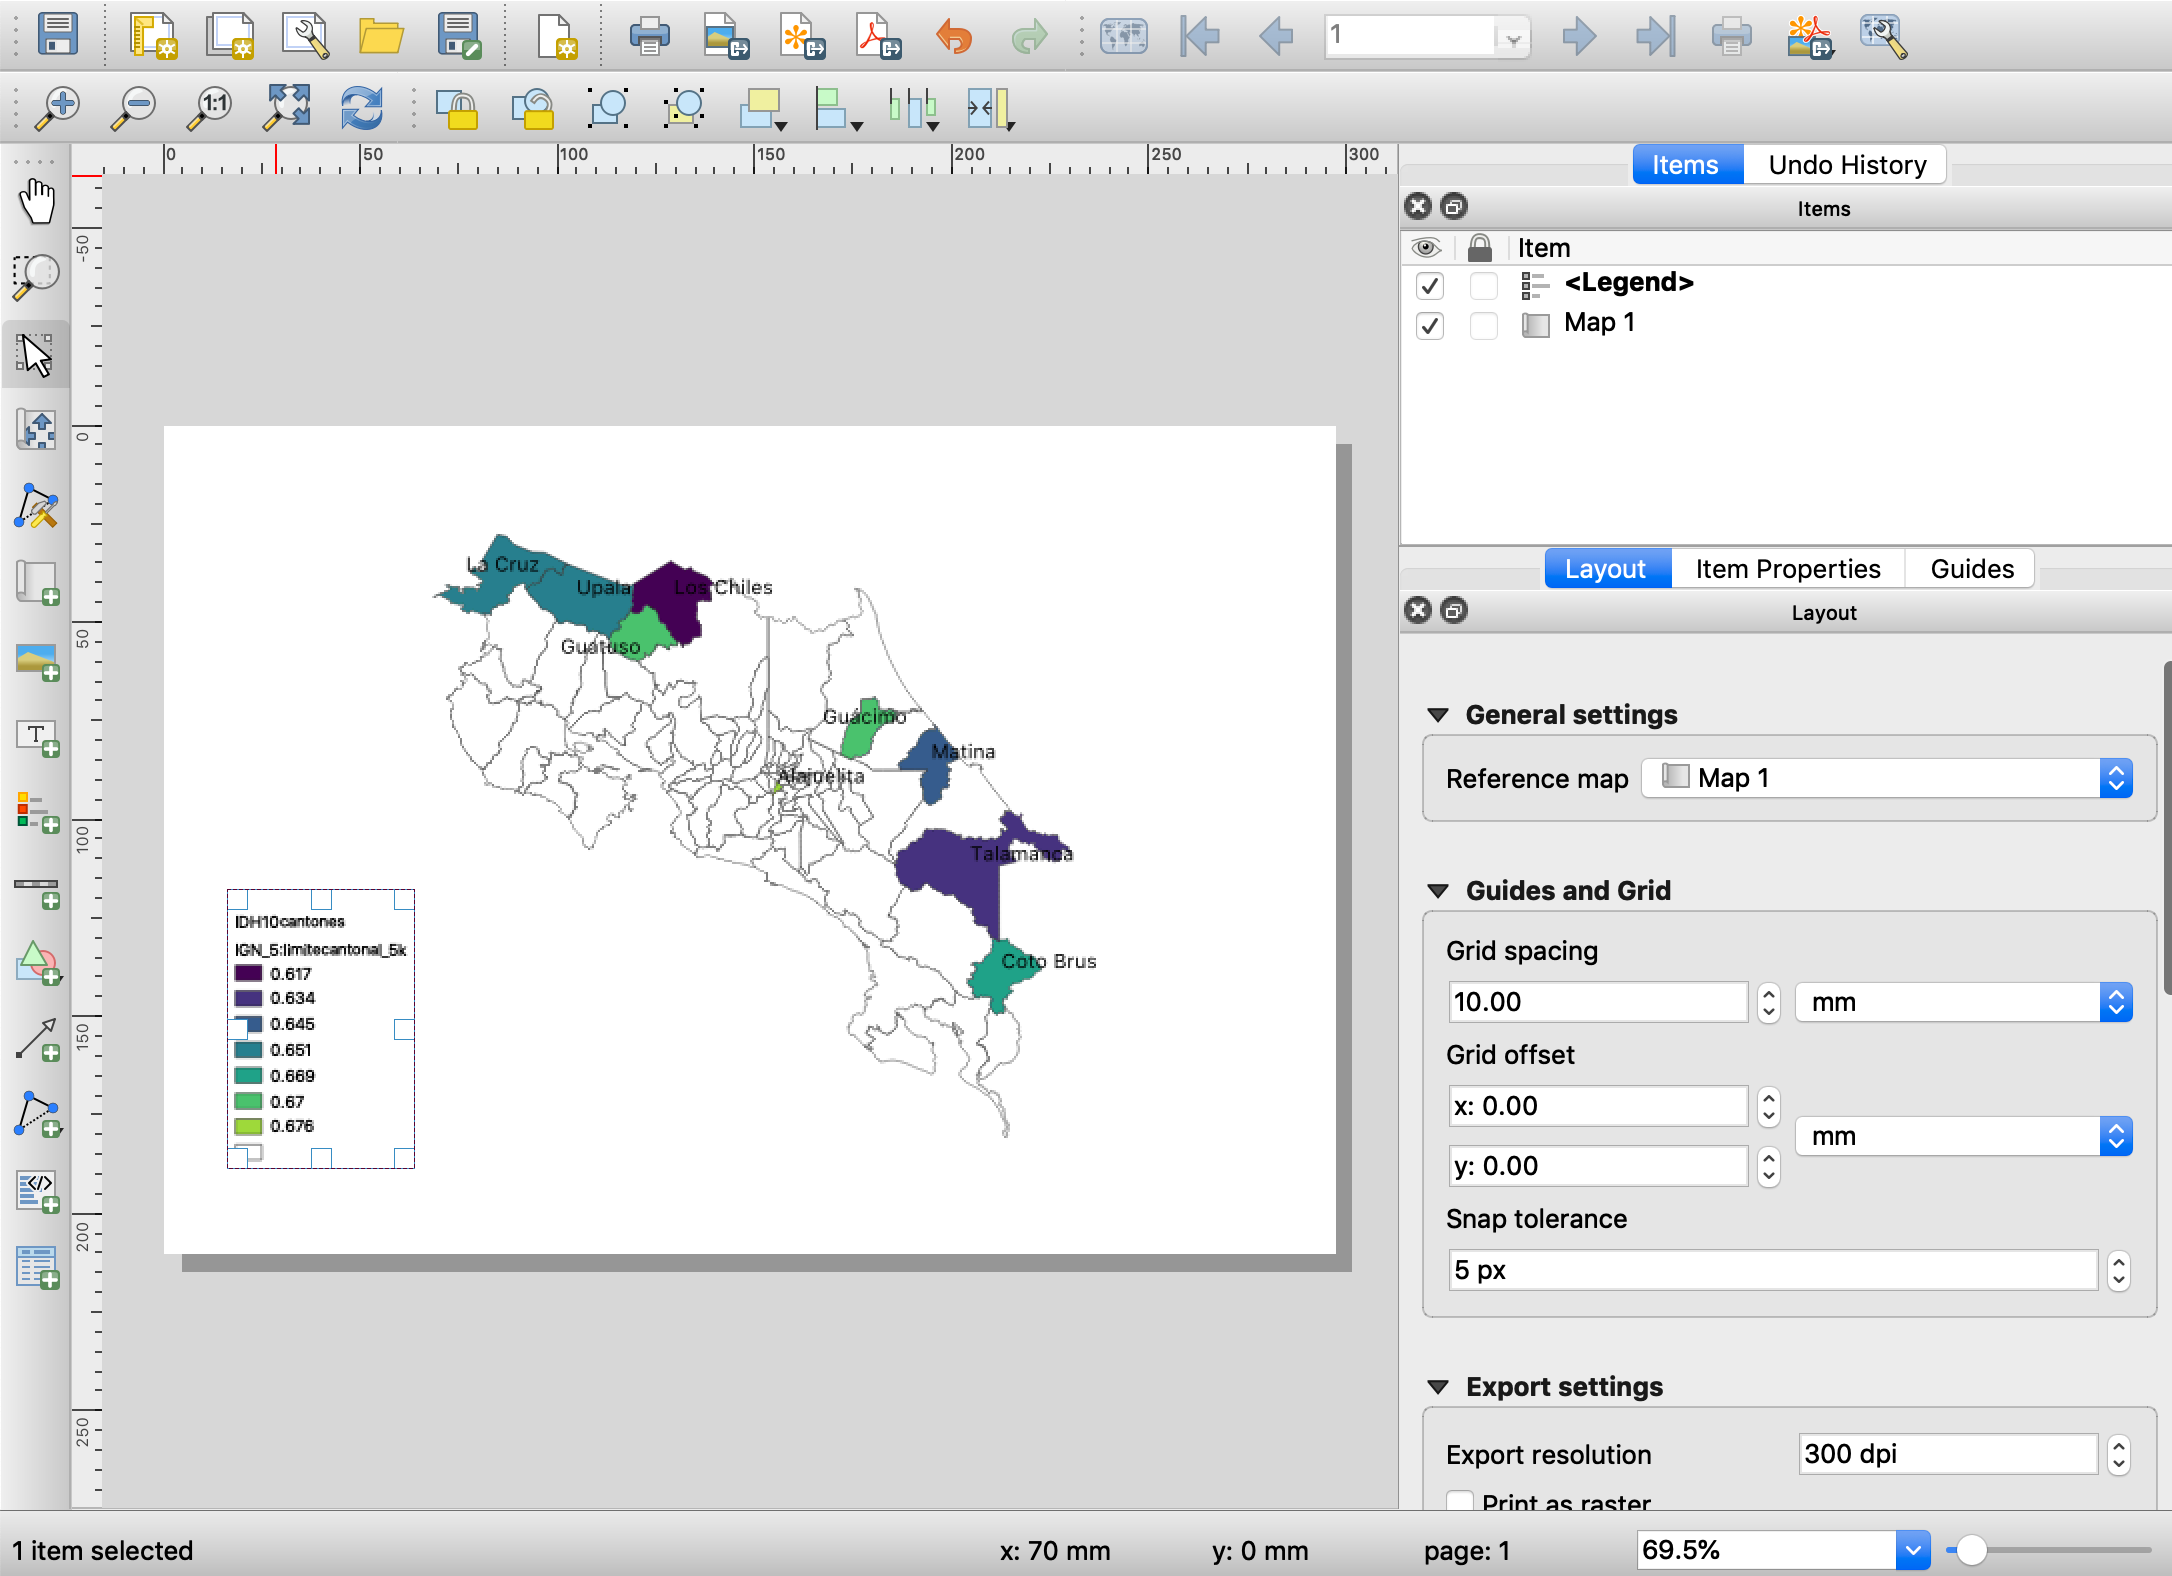 1
1:1
0
50
100
150
200
250
300
Items
Undo History
Items
Item
<Legend>
Map 1
-50
0
50
100
150
200
250
La Cruz
Upala
Los Chiles
Guatuso
Guácimo
Matina
Alajuelita
Talamanca
Coto Brus
IDH10cantones
IGN_5:limitecantonal_5k
0.617
0.634
0.645
0.651
0.669
0.67
0.676
Layout
Item Properties
Guides
Layout
General settings
Reference map
Map 1
Guides and Grid
Grid spacing
10.00
mm
Grid offset
x: 0.00
mm
y: 0.00
Snap tolerance
5 px
Export settings
Export resolution
300 dpi
Print as raster
1 item selected
x: 70 mm
y: 0 mm
page: 1
69.5%